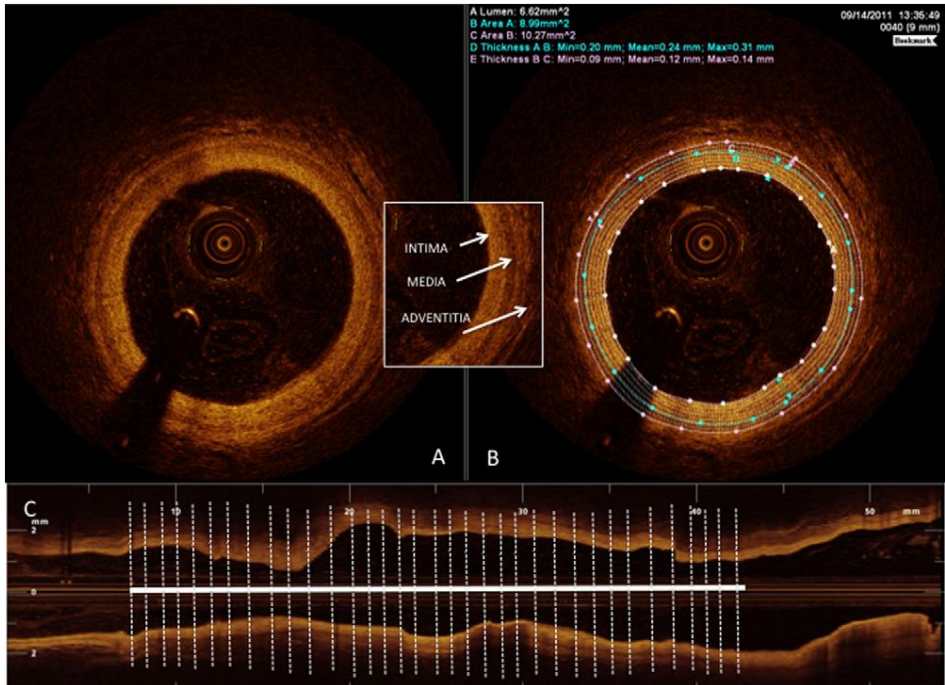 A Lumen: 6.62mm^2
B Area A: 8.99mm^2
C Area B: 10.27mm^2
D Thickness A B: Min=0.20 mm; Mean=0.24 mm; Max=0.31 mm
E Thickness B C: Min=0.09 mm; Mean=0.12 mm; Max=0.14 mm
09/14/2011 13:35:49
0040 (9 mm)
Bookmark
C
D
INTIMA
MEDIA
ADVENTITIA
A
B
C
10
20
30
40
50
mm
mm
2
0
2